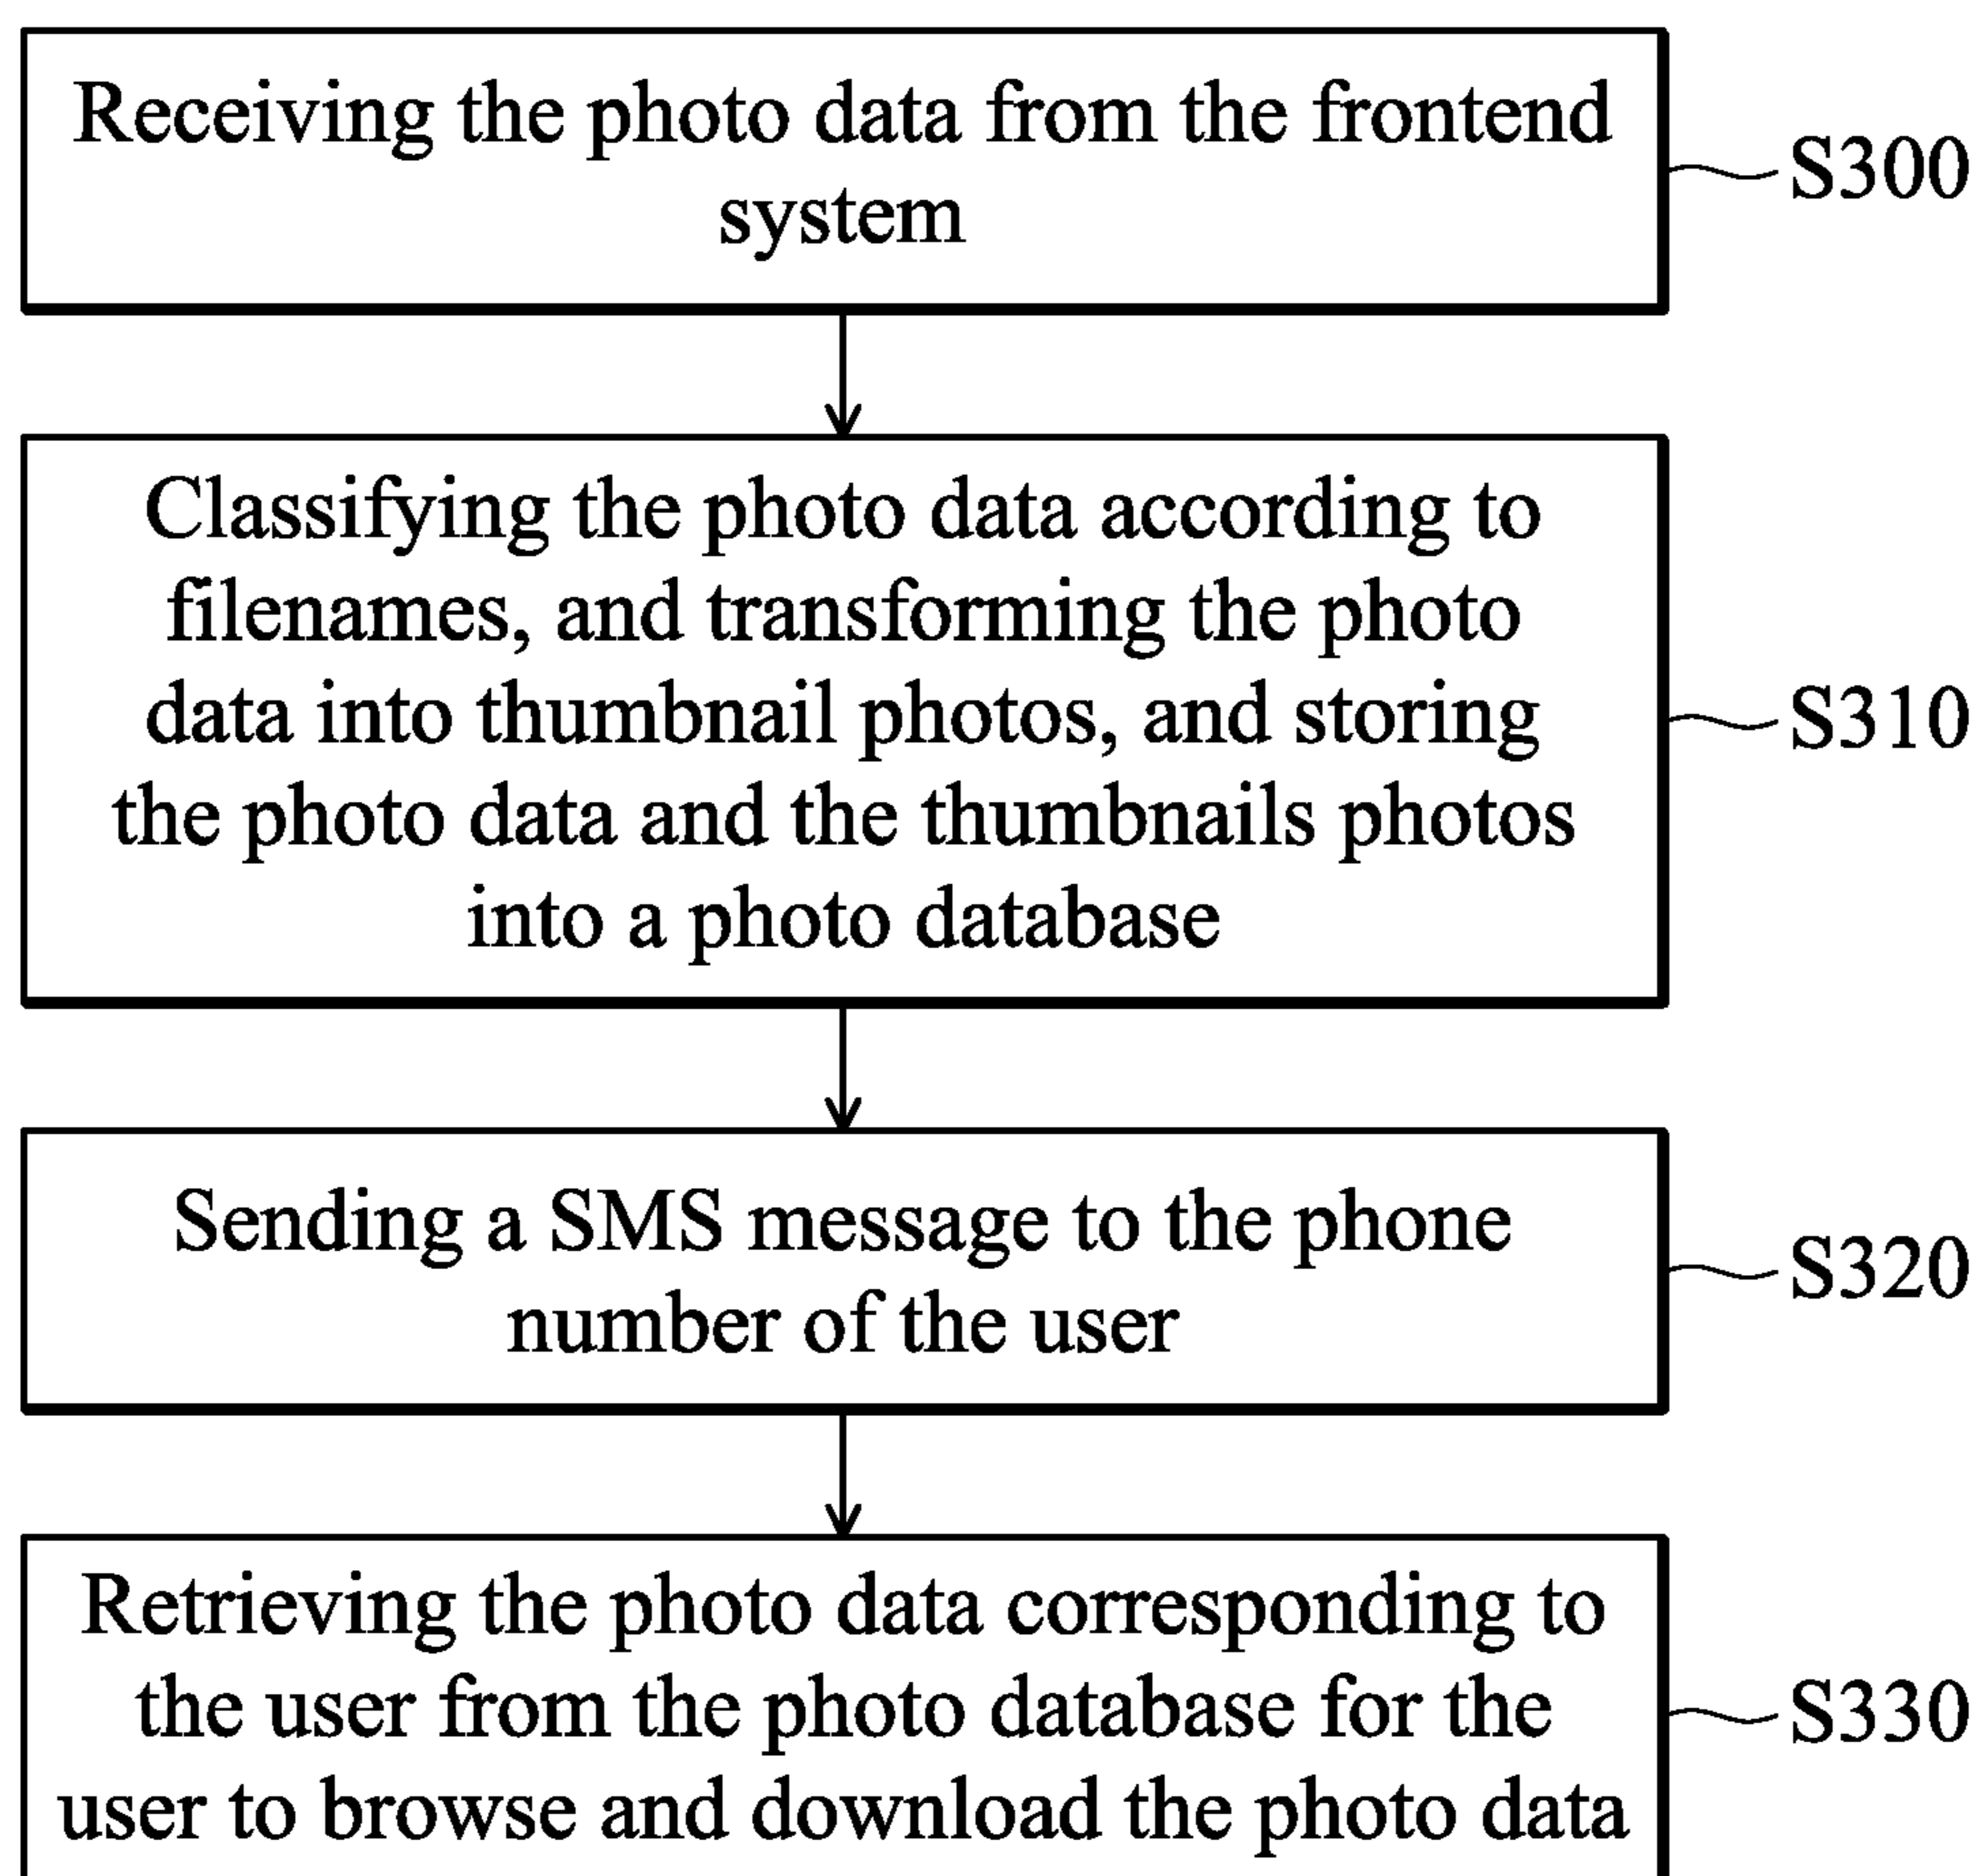 Receiving the photo data from the frontend
system
S300
Classifying the photo data according to
filenames, and transforming the photo
data into thumbnail photos, and storing
the photo data and the thumbnails photos
into a photo database
S310
Sending a SMS message to the phone
number of the user
S320
Retrieving the photo data corresponding to
the user from the photo database for the
user to browse and download the photo data
S330